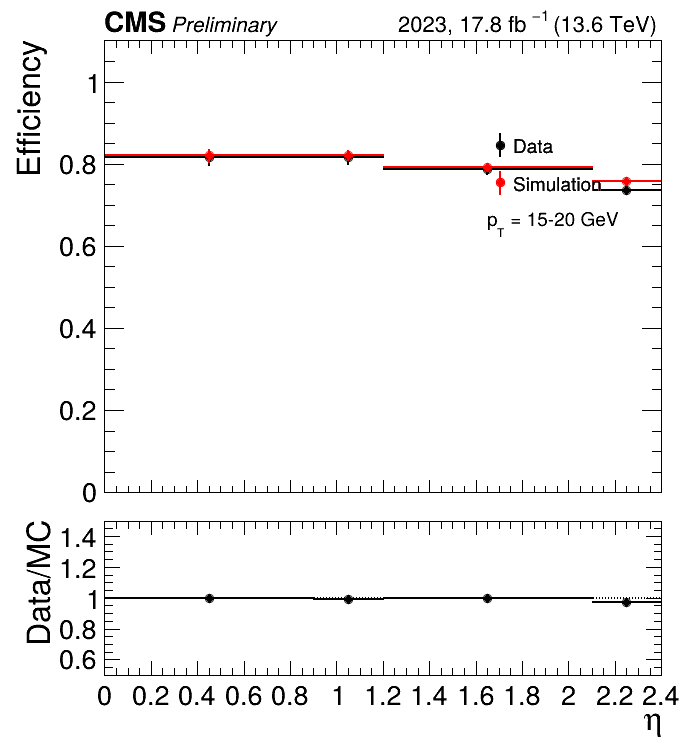 CMS Preliminary 2023, 17.8 fb⁻¹ (13.6 TeV)
Efficiency
1
0.8
0.6
0.4
0.2
0
Data
Simulation
p_T = 15-20 GeV
Data/MC
1.4
1.2
1
0.8
0.6
0 0.2 0.4 0.6 0.8 1 1.2 1.4 1.6 1.8 2 2.2 2.4
η